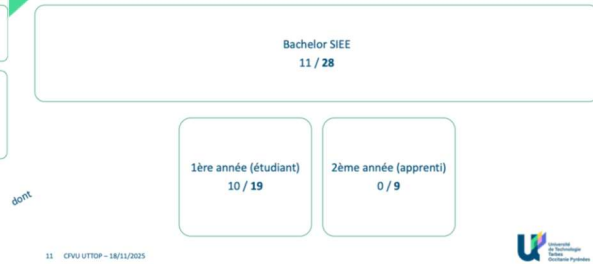 Bachelor SIEE
11 / 28
1ère année (étudiant)
10 / 19
2ème année (apprenti)
0 / 9
dont
11 CFVU UTTOP – 18/11/2025
Université
de Technologie
Tarbes
Occitanie Pyrénées